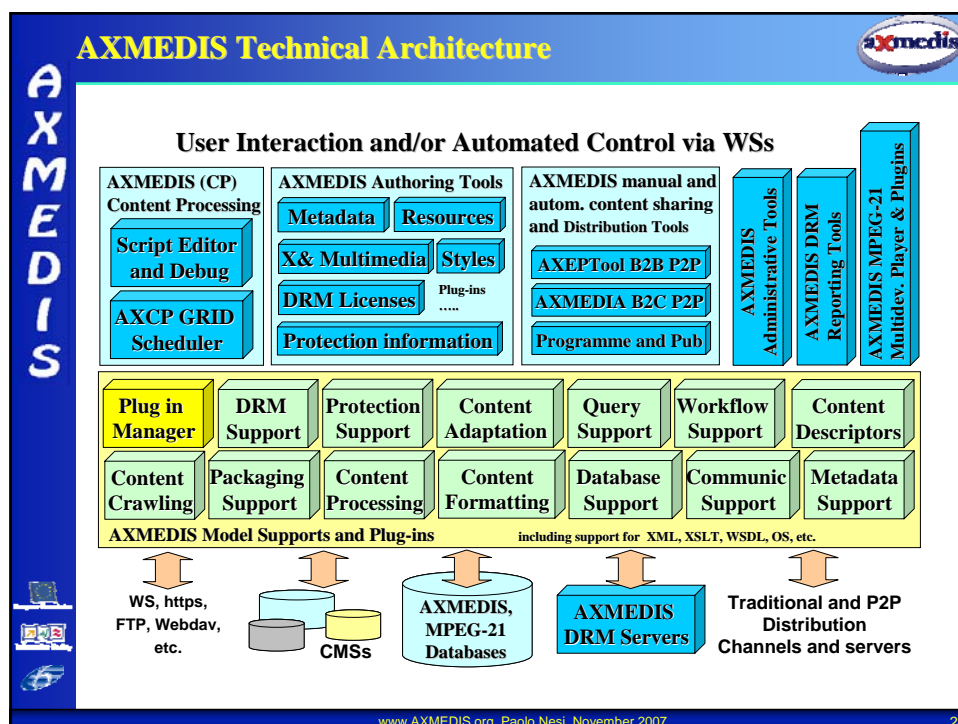 AXMEDIS Technical Architecture
axmedis
AXMEDIS
User Interaction and/or Automated Control via WSs
AXMEDIS (CP)
Content Processing
Script Editor
and Debug
AXCP GRID
Scheduler
AXMEDIS Authoring Tools
Metadata
Resources
X& Multimedia
Styles
DRM Licenses
Plug-ins
.....
Protection information
AXMEDIS manual and
autom. content sharing
and Distribution Tools
AXEPTool B2B P2P
AXMEDIA B2C P2P
Programme and Pub
AXMEDIS
Administrative Tools
AXMEDIS DRM
Reporting Tools
AXMEDIS MPEG-21
Multidev. Player & Plugins
Plug in
Manager
DRM
Support
Protection
Support
Content
Adaptation
Query
Support
Workflow
Support
Content
Descriptors
Content
Crawling
Packaging
Support
Content
Processing
Content
Formatting
Database
Support
Communic
Support
Metadata
Support
AXMEDIS Model Supports and Plug-ins
including support for XML, XSLT, WSDL, OS, etc.
WS, https,
FTP, Webdav,
etc.
CMSs
AXMEDIS,
MPEG-21
Databases
AXMEDIS
DRM Servers
Traditional and P2P
Distribution
Channels and servers
www.AXMEDIS.org, Paolo Nesi, November 2007